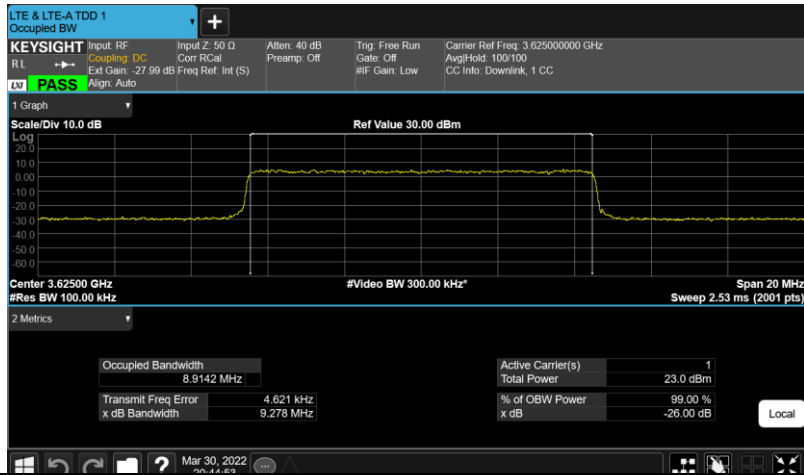 LTE & LTE-A TDD 1
Occupied BW
+
KEYSIGHT
R L
LXI PASS
Input: RF
Coupling: DC
Ext Gain: -27.99 dB
Align: Auto
Input Z: 50 Ω
Corr RCal
Freq Ref: Int (S)
Atten: 40 dB
Preamp: Off
Trig: Free Run
Gate: Off
#IF Gain: Low
Carrier Ref Freq: 3.625000000 GHz
Avg|Hold: 100/100
CC Info: Downlink, 1 CC
1 Graph
Scale/Div 10.0 dB
Ref Value 30.00 dBm
Log
20.0
10.0
0.00
-10.0
-20.0
-30.0
-40.0
-50.0
-60.0
Center 3.62500 GHz
#Video BW 300.00 kHz*
Span 20 MHz
#Res BW 100.00 kHz
Sweep 2.53 ms (2001 pts)
2 Metrics
Occupied Bandwidth
8.9142 MHz
Transmit Freq Error 4.621 kHz
x dB Bandwidth 9.278 MHz
Active Carrier(s) 1
Total Power 23.0 dBm
% of OBW Power 99.00 %
x dB -26.00 dB
Local
?
Mar 30, 2022
20:44:53
...